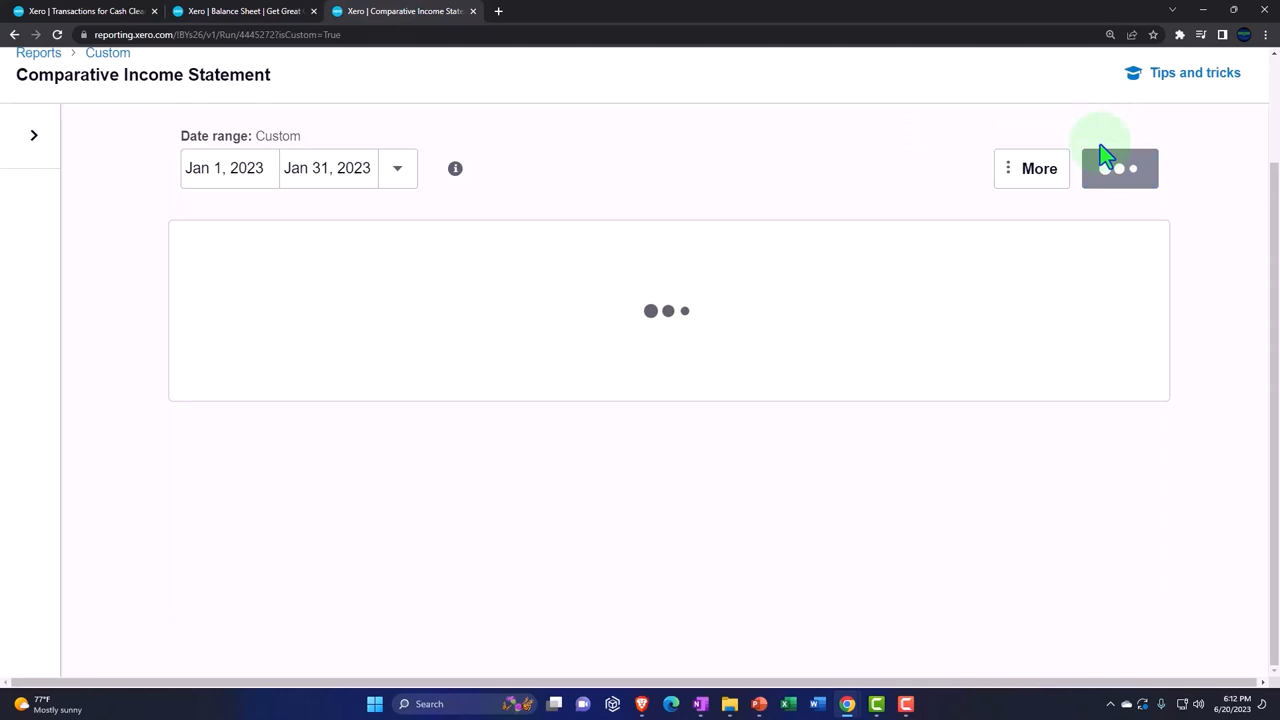 Xero | Transactions for Cash Clea
Xero | Balance Sheet | Get Great
Xero | Comparative Income State
reporting.xero.com/!BYs26/v1/Run/4445272?isCustom=True
Reports > Custom
Comparative Income Statement
Tips and tricks
Date range: Custom
Jan 1, 2023 Jan 31, 2023
More
77°F
Mostly sunny
Search
6:12 PM
6/20/2023